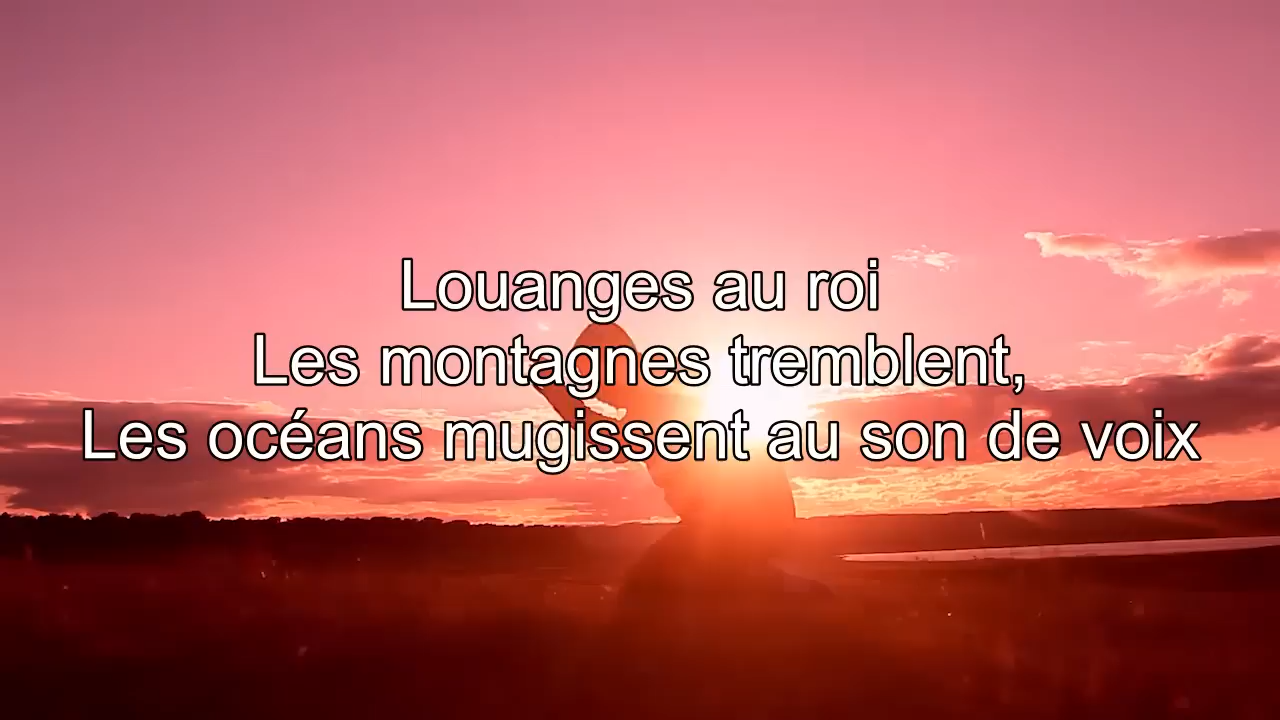 Louanges au roi
Les montagnes tremblent,
Les océans mugissent au son de voix